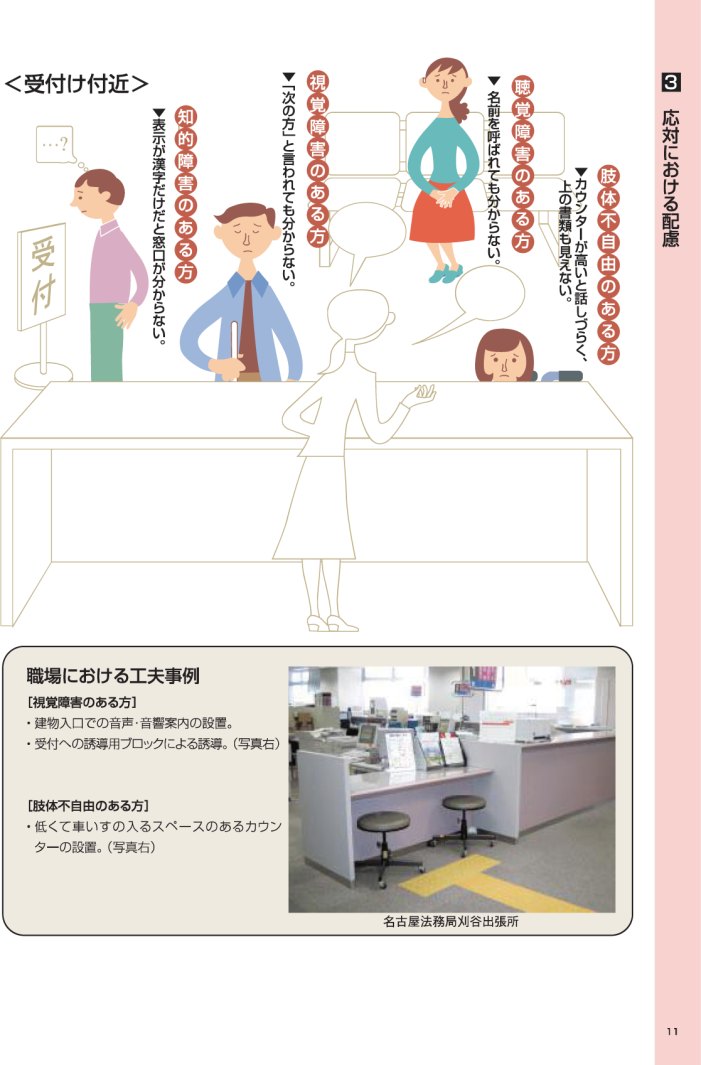 3 応対における配慮
＜受付け付近＞
肢体不自由のある方
▼カウンターが高いと話しづらく、
上の書類も見えない。
聴覚障害のある方
▼名前を呼ばれても分からない。
視覚障害のある方
▼「次の方」と言われても分からない。
知的障害のある方
▼表示が漢字だけだと窓口が分からない。
…?
受付
職場における工夫事例
［視覚障害のある方］
・建物入口での音声･音響案内の設置。
・受付への誘導用ブロックによる誘導。（写真右）
［肢体不自由のある方］
・低くて車いすの入るスペースのあるカウン
ターの設置。（写真右）
名古屋法務局刈谷出張所
11